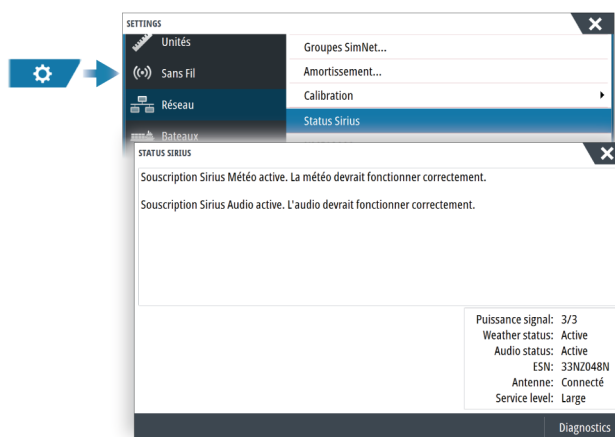 SETTINGS
Unités
Sans Fil
Réseau
Bateaux
Groupes SimNet...
Amortissement...
Calibration
Status Sirius
STATUS SIRIUS
Souscription Sirius Météo active. La météo devrait fonctionner correctement.
Souscription Sirius Audio active. L'audio devrait fonctionner correctement.
Puissance signal: 3/3
Weather status: Active
Audio status: Active
ESN: 33NZ048N
Antenne: Connecté
Service level: Large
Diagnostics